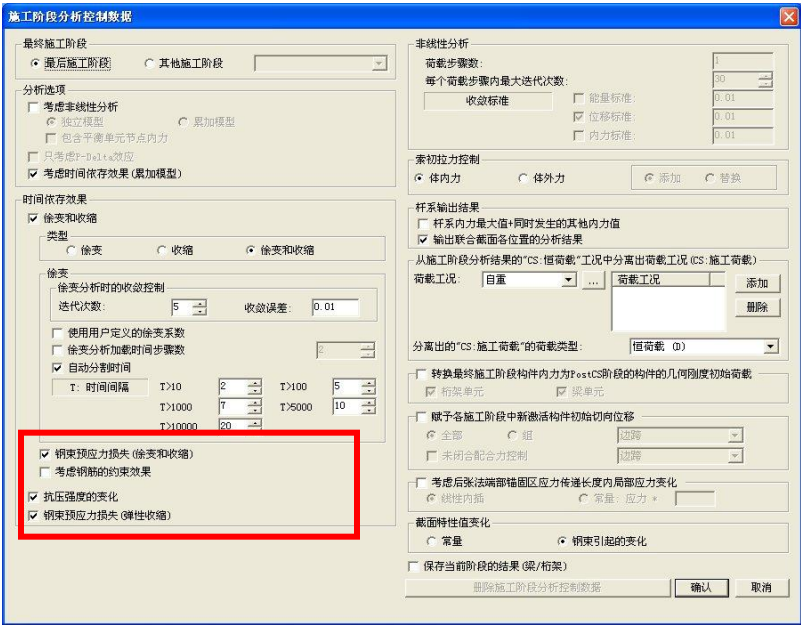 施工阶段分析控制数据
最终施工阶段
最后施工阶段 其他施工阶段
分析选项
考虑非线性分析
独立模型 累加模型
包含平衡单元节点内力
只考虑P-Delta效应
考虑时间依存效果(累加模型)
时间依存效果
徐变和收缩
类型
徐变 收缩 徐变和收缩
徐变
徐变分析时的收敛控制
迭代次数: 5 收敛误差: 0.01
使用用户定义的徐变系数
徐变分析加载时间步骤数 2
自动分割时间
T: 时间间隔 T>10 2 T>100 5
T>1000 7 T>5000 10
T>10000 20
钢束预应力损失(徐变和收缩)
考虑钢筋的约束效果
抗压强度的变化
钢束预应力损失(弹性收缩)
非线性分析
荷载步骤数: 1
每个荷载步骤内最大迭代次数: 30
收敛标准 能量标准: 0.01
位移标准: 0.01
内力标准: 0.01
索初拉力控制
体内力 体外力 添加 替换
杆系输出结果
杆系内力最大值+同时发生的其他内力值
输出联合截面各位置的分析结果
从施工阶段分析结果的"CS:恒荷载"工况中分离出荷载工况(CS:施工荷载)
荷载工况: 自重 ... 荷载工况 添加
删除
分离出的"CS:施工荷载"的荷载类型: 恒荷载 (D)
转换最终施工阶段构件内力为PostCS阶段的构件的几何刚度初始荷载
桁架单元 梁单元
赋予各施工阶段中新激活构件初始切向位移
全部 组 边跨
未闭合配合力控制 边跨
考虑后张法端部锚固区应力传递长度内局部应力变化
线性内插 常量: 应力 *
截面特性值变化
常量 钢束引起的变化
保存当前阶段的结果(梁/桁架)
删除施工阶段分析控制数据 确认 取消